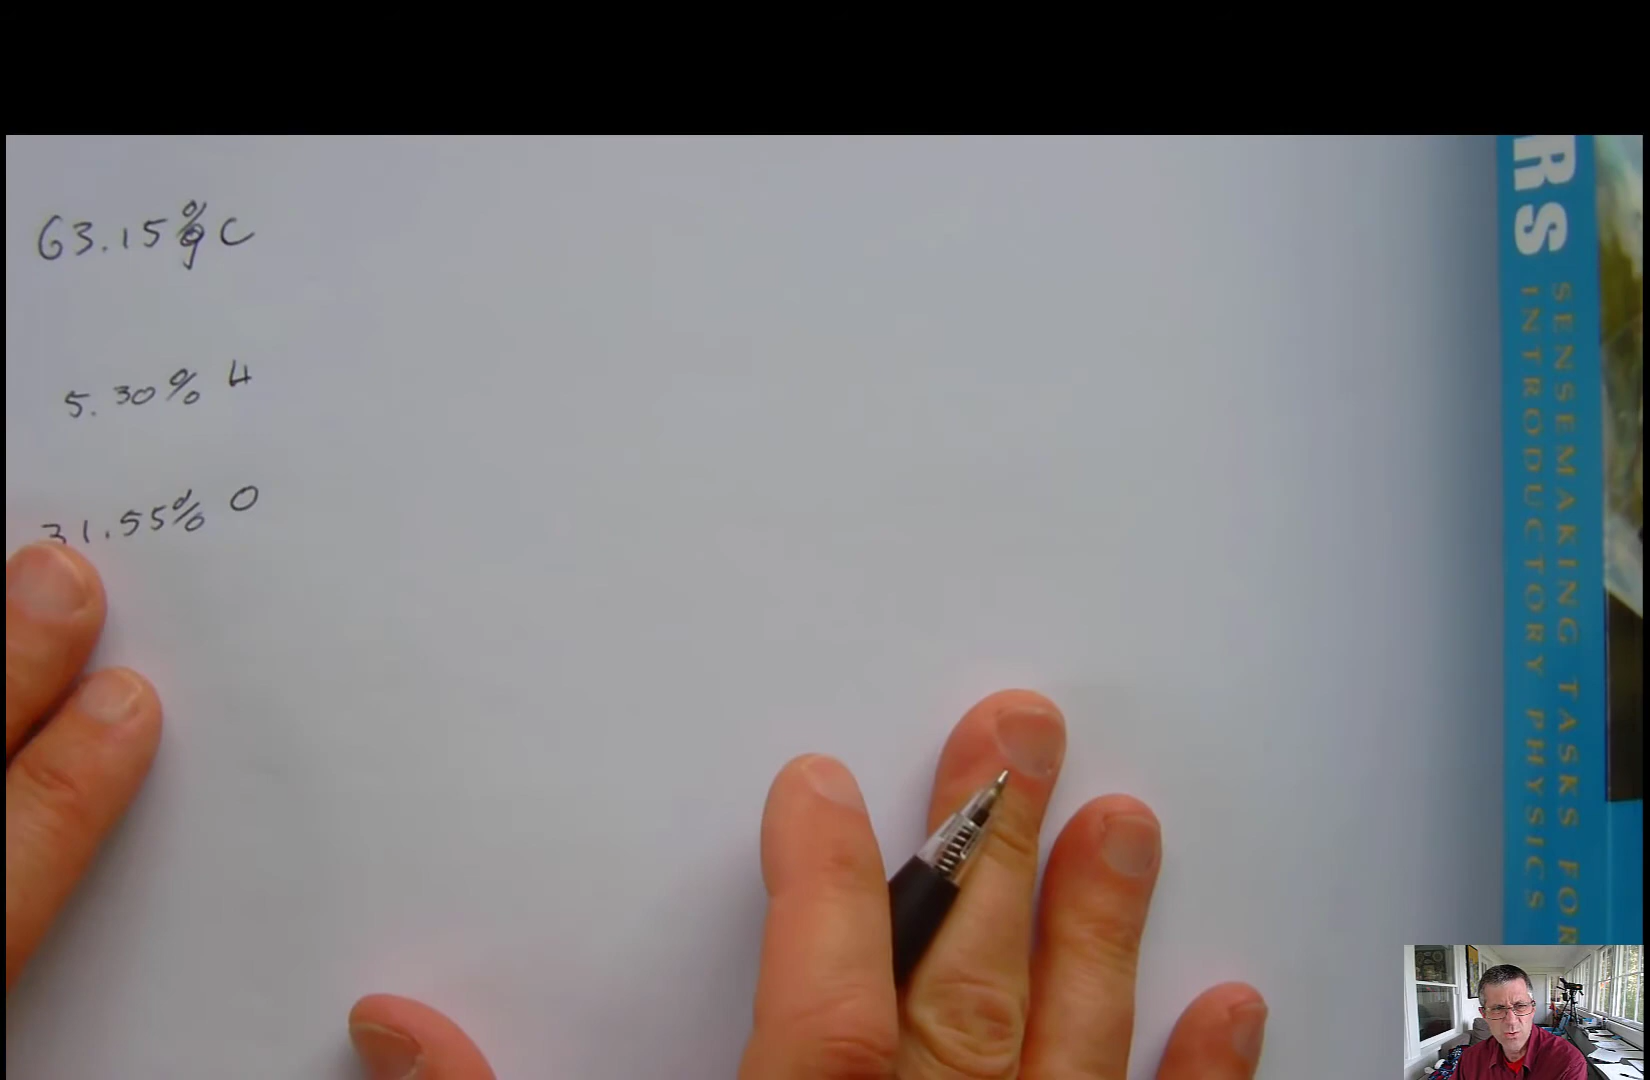 63.15% C
5.30% H
31.55% O
RS
SENSEMAKING TASKS FOR
INTRODUCTORY PHYSICS